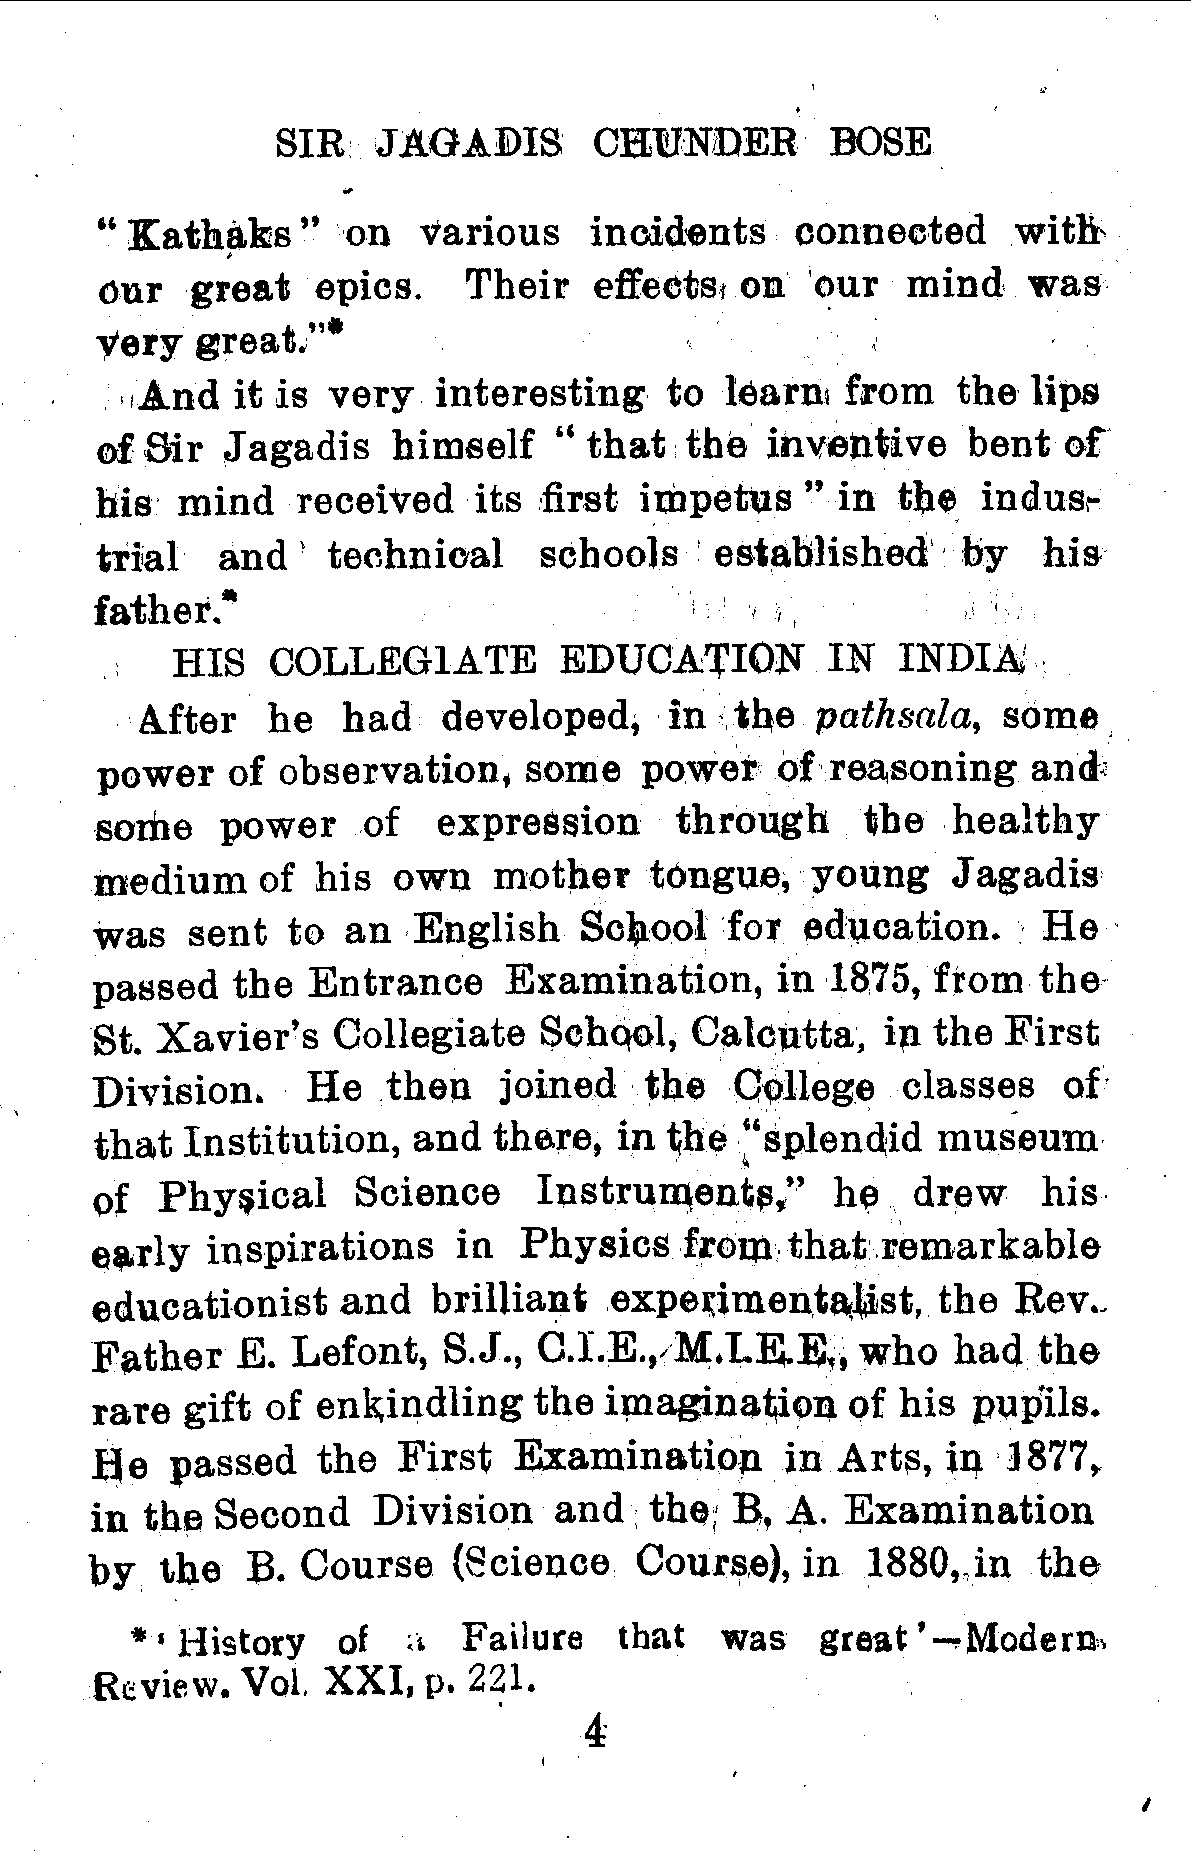 SIR JAGADIS CHUNDER BOSE
“ Kathaks ” on various incidents connected with
our great epics. Their effects on our mind was
very great.”*
And it is very interesting to learn from the lips
of Sir Jagadis himself “ that the inventive bent of
his mind received its first impetus ” in the indus-
trial and technical schools established by his
father.*
HIS COLLEGIATE EDUCATION IN INDIA
After he had developed, in the pathsala, some
power of observation, some power of reasoning and
some power of expression through the healthy
medium of his own mother tongue, young Jagadis
was sent to an English School for education. He
passed the Entrance Examination, in 1875, from the
St. Xavier’s Collegiate School, Calcutta, in the First
Division. He then joined the College classes of
that Institution, and there, in the “splendid museum
of Physical Science Instruments,” he drew his
early inspirations in Physics from that remarkable
educationist and brilliant experimentalist, the Rev.
Father E. Lefont, S.J., C.I.E., M.I.E.E., who had the
rare gift of enkindling the imagination of his pupils.
He passed the First Examination in Arts, in 1877,
in the Second Division and the B, A. Examination
by the B. Course (Science Course), in 1880, in the
* ‘ History of a Failure that was great ’—Modern
Review. Vol. XXI, p. 221.
4